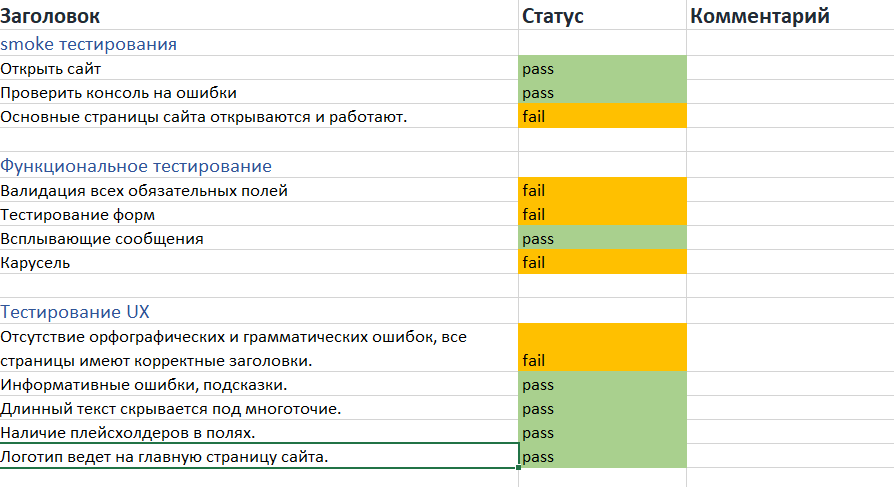 Заголовок Статус Комментарий
smoke тестирования
Открыть сайт pass
Проверить консоль на ошибки pass
Основные страницы сайта открываются и работают. fail
Функциональное тестирование
Валидация всех обязательных полей fail
Тестирование форм fail
Всплывающие сообщения pass
Карусель fail
Тестирование UX
Отсутствие орфографических и грамматических ошибок, все
страницы имеют корректные заголовки. fail
Информативные ошибки, подсказки. pass
Длинный текст скрывается под многоточие. pass
Наличие плейсхолдеров в полях. pass
Логотип ведет на главную страницу сайта. pass